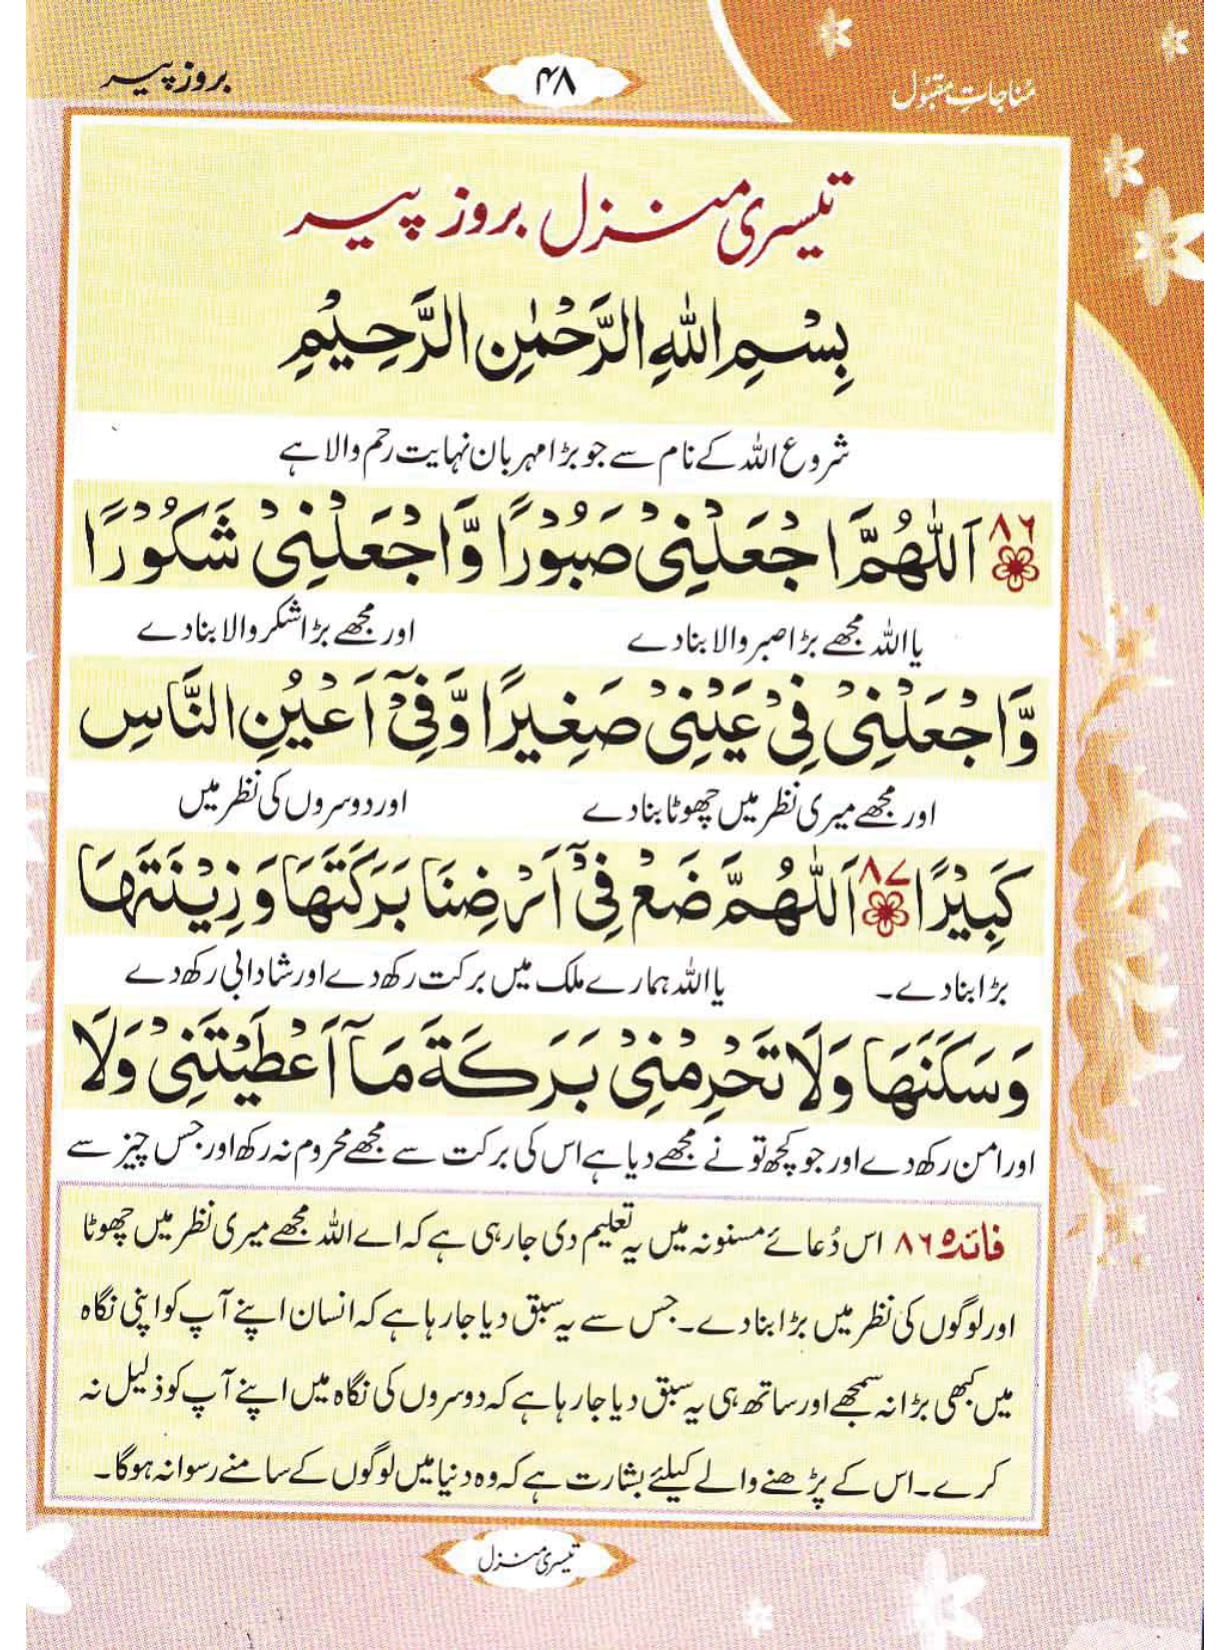 مُناجاتِ مقبُول
۴۸
بروز پیر
تیسری منزل بروز پیر
بِسْمِ اللهِ الرَّحْمٰنِ الرَّحِيْمِ
شروع اللہ کے نام سے جو بڑا مہربان نہایت رحم والا ہے
۸۶ اَللّٰهُمَّ اجْعَلْنِیْ صَبُوْرًا وَّاجْعَلْنِیْ شَكُوْرًا
یا اللہ مجھے بڑا صبر والا بنا دے اور مجھے بڑا شکر والا بنا دے
وَّاجْعَلْنِیْ فِیْ عَيْنِیْ صَغِيْرًا وَّفِیْٓ اَعْيُنِ النَّاسِ
اور مجھے میری نظر میں چھوٹا بنا دے اور دوسروں کی نظر میں
كَبِيْرًا ۸۷ اَللّٰهُمَّ ضَعْ فِیْٓ اَرْضِنَا بَرَكَتَهَا وَزِيْنَتَهَا
بڑا بنا دے۔ یا اللہ ہمارے ملک میں برکت رکھ دے اور شادابی رکھ دے
وَسَكَنَهَا وَلَا تَحْرِمْنِیْ بَرَكَةَ مَآ اَعْطَيْتَنِیْ وَلَا
اور امن رکھ دے اور جو کچھ تو نے مجھے دیا ہے اس کی برکت سے مجھے محروم نہ رکھ اور جس چیز سے
فائدہ ۸۶ اس دُعائے مسنونہ میں یہ تعلیم دی جا رہی ہے کہ اے اللہ مجھے میری نظر میں چھوٹا
اور لوگوں کی نظر میں بڑا بنا دے۔ جس سے یہ سبق دیا جا رہا ہے کہ انسان اپنے آپ کو اپنی نگاہ
میں کبھی بڑا نہ سمجھے اور ساتھ ہی یہ سبق دیا جا رہا ہے کہ دوسروں کی نگاہ میں اپنے آپ کو ذلیل نہ
کرے۔ اس کے پڑھنے والے کیلئے بشارت ہے کہ وہ دنیا میں لوگوں کے سامنے رسوا نہ ہوگا۔
تیسری منزل